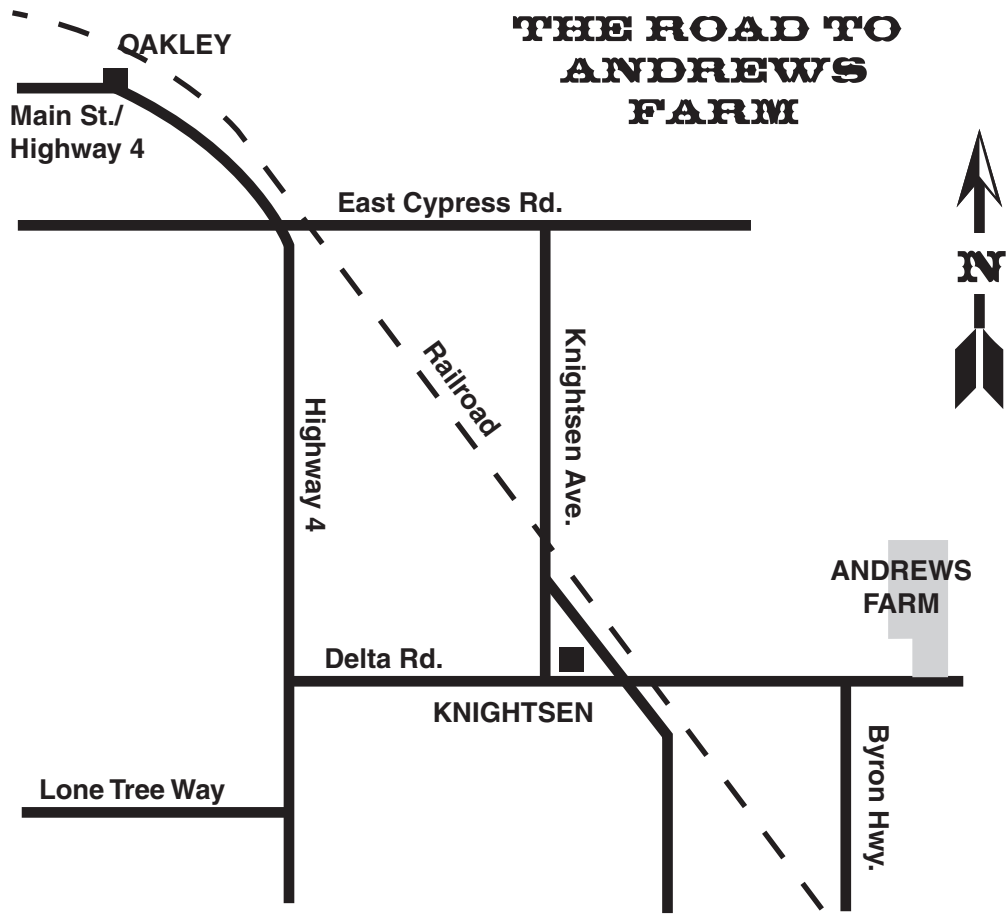 THE ROAD TO
ANDREWS
FARM
OAKLEY
Main St./
Highway 4
East Cypress Rd.
N
Railroad
Knightsen Ave.
Highway 4
ANDREWS
FARM
Delta Rd.
KNIGHTSEN
Lone Tree Way
Byron Hwy.